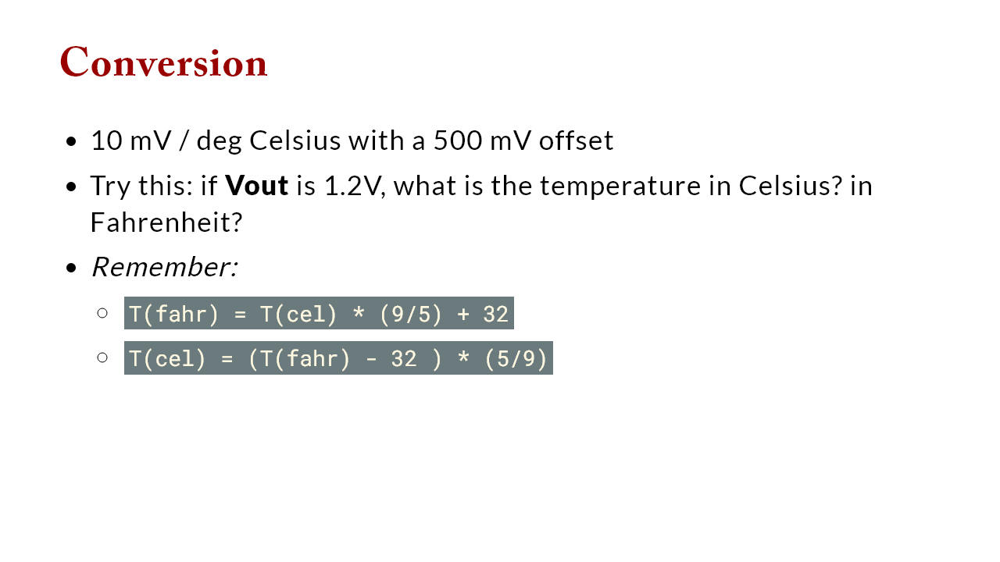 Conversion
• 10 mV / deg Celsius with a 500 mV offset
• Try this: if Vout is 1.2V, what is the temperature in Celsius? in
Fahrenheit?
• Remember:
○ T(fahr) = T(cel) * (9/5) + 32
○ T(cel) = (T(fahr) - 32 ) * (5/9)